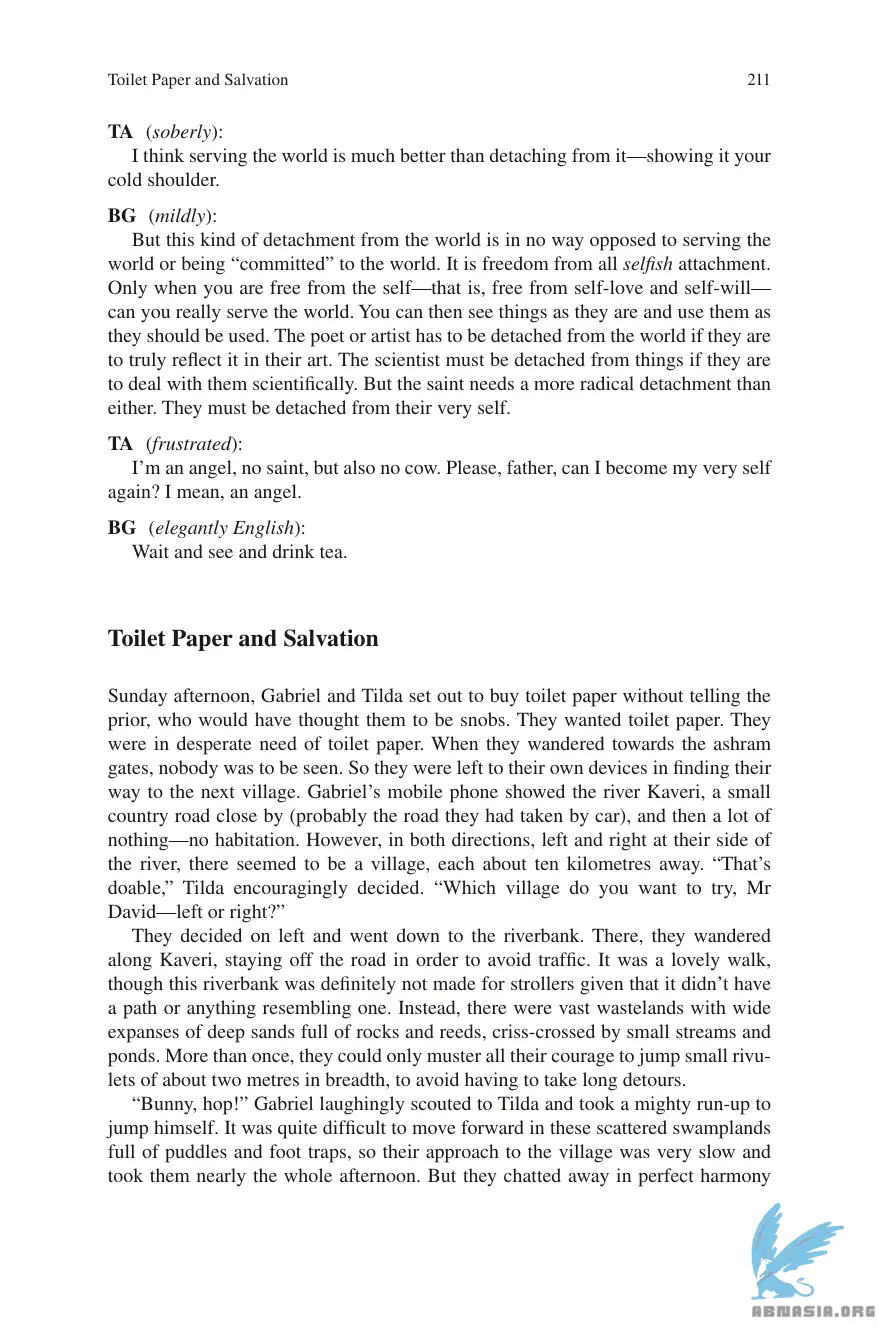 Toilet Paper and Salvation 211
TA (soberly):
I think serving the world is much better than detaching from it—showing it your
cold shoulder.
BG (mildly):
But this kind of detachment from the world is in no way opposed to serving the
world or being “committed” to the world. It is freedom from all selfish attachment.
Only when you are free from the self—that is, free from self-love and self-will—
can you really serve the world. You can then see things as they are and use them as
they should be used. The poet or artist has to be detached from the world if they are
to truly reflect it in their art. The scientist must be detached from things if they are
to deal with them scientifically. But the saint needs a more radical detachment than
either. They must be detached from their very self.
TA (frustrated):
I’m an angel, no saint, but also no cow. Please, father, can I become my very self
again? I mean, an angel.
BG (elegantly English):
Wait and see and drink tea.
Toilet Paper and Salvation
Sunday afternoon, Gabriel and Tilda set out to buy toilet paper without telling the
prior, who would have thought them to be snobs. They wanted toilet paper. They
were in desperate need of toilet paper. When they wandered towards the ashram
gates, nobody was to be seen. So they were left to their own devices in finding their
way to the next village. Gabriel’s mobile phone showed the river Kaveri, a small
country road close by (probably the road they had taken by car), and then a lot of
nothing—no habitation. However, in both directions, left and right at their side of
the river, there seemed to be a village, each about ten kilometres away. “That’s
doable,” Tilda encouragingly decided. “Which village do you want to try, Mr
David—left or right?”
They decided on left and went down to the riverbank. There, they wandered
along Kaveri, staying off the road in order to avoid traffic. It was a lovely walk,
though this riverbank was definitely not made for strollers given that it didn’t have
a path or anything resembling one. Instead, there were vast wastelands with wide
expanses of deep sands full of rocks and reeds, criss-crossed by small streams and
ponds. More than once, they could only muster all their courage to jump small rivu-
lets of about two metres in breadth, to avoid having to take long detours.
“Bunny, hop!” Gabriel laughingly scouted to Tilda and took a mighty run-up to
jump himself. It was quite difficult to move forward in these scattered swamplands
full of puddles and foot traps, so their approach to the village was very slow and
took them nearly the whole afternoon. But they chatted away in perfect harmony
ABNASIA.ORG